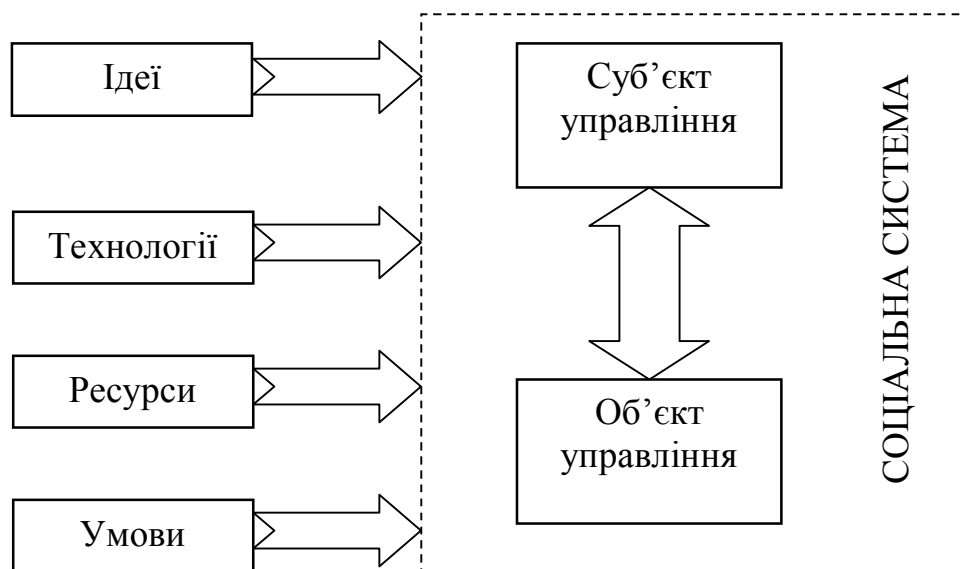 Ідеї
Технології
Ресурси
Умови
Суб’єкт
управління
Об’єкт
управління
СОЦІАЛЬНА СИСТЕМА